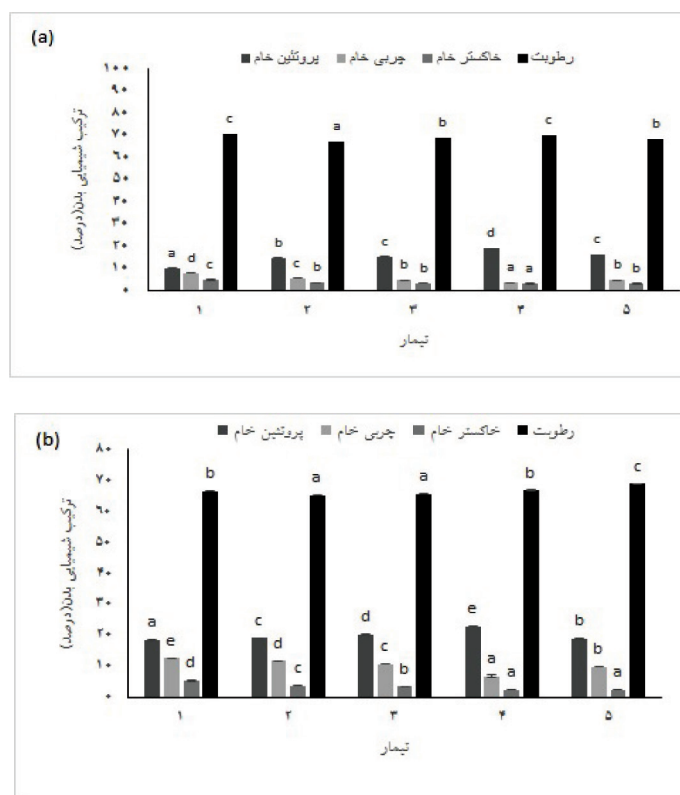 (a)
■ پروتئین خام ■ چربی خام ■ خاکستر خام ■ رطوبت
ترکیب شیمیایی بدن(درصد)
۱۰۰
۹۰
۸۰
۷۰
۶۰
۵۰
۴۰
۳۰
۲۰
۱۰
۰
a d c c
b c b a
c b b b
d a a c
c b b b
۱ ۲ ۳ ۴ ۵
تیمار
(b)
■ پروتئین خام ■ چربی خام ■ خاکستر خام ■ رطوبت
ترکیب شیمیایی بدن(درصد)
۸۰
۷۰
۶۰
۵۰
۴۰
۳۰
۲۰
۱۰
۰
a e d b
c d c a
d c b a
e a a b
b b a c
۱ ۲ ۳ ۴ ۵
تیمار